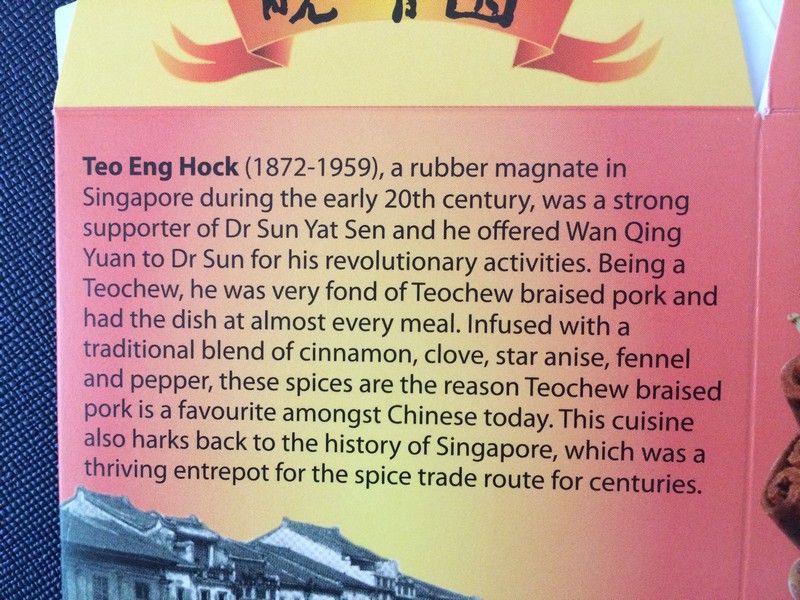 晚晴園
Teo Eng Hock (1872-1959), a rubber magnate in
Singapore during the early 20th century, was a strong
supporter of Dr Sun Yat Sen and he offered Wan Qing
Yuan to Dr Sun for his revolutionary activities. Being a
Teochew, he was very fond of Teochew braised pork and
had the dish at almost every meal. Infused with a
traditional blend of cinnamon, clove, star anise, fennel
and pepper, these spices are the reason Teochew braised
pork is a favourite amongst Chinese today. This cuisine
also harks back to the history of Singapore, which was a
thriving entrepot for the spice trade route for centuries.